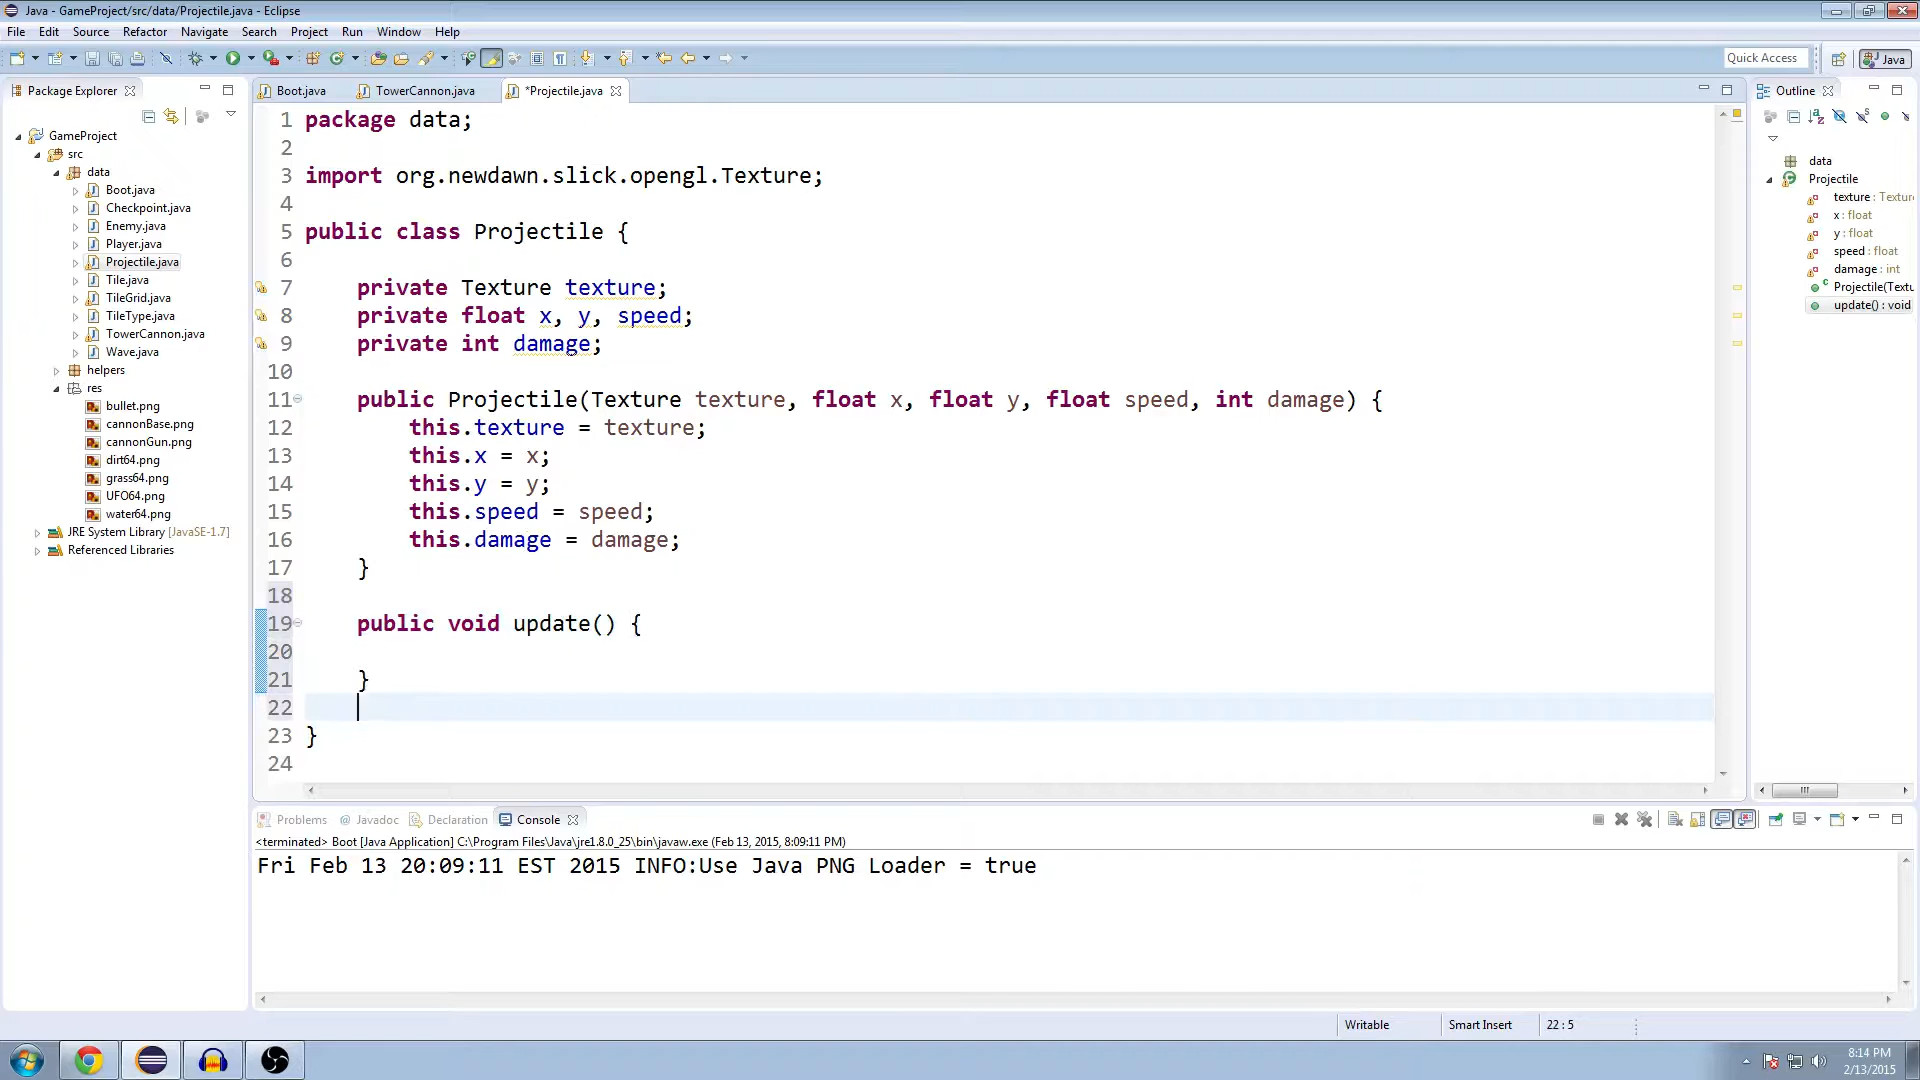 Java - GameProject/src/data/Projectile.java - Eclipse
File Edit Source Refactor Navigate Search Project Run Window Help
Quick Access
Java
Package Explorer
GameProject
src
data
Boot.java
Checkpoint.java
Enemy.java
Player.java
Projectile.java
Tile.java
TileGrid.java
TileType.java
TowerCannon.java
Wave.java
helpers
res
bullet.png
cannonBase.png
cannonGun.png
dirt64.png
grass64.png
UFO64.png
water64.png
JRE System Library [JavaSE-1.7]
Referenced Libraries
Boot.java TowerCannon.java *Projectile.java
1 package data;
2
3 import org.newdawn.slick.opengl.Texture;
4
5 public class Projectile {
6
7 private Texture texture;
8 private float x, y, speed;
9 private int damage;
10
11 public Projectile(Texture texture, float x, float y, float speed, int damage) {
12 this.texture = texture;
13 this.x = x;
14 this.y = y;
15 this.speed = speed;
16 this.damage = damage;
17 }
18
19 public void update() {
20
21 }
22
23 }
24
Outline
data
Projectile
texture : Texture
x : float
y : float
speed : float
damage : int
Projectile(Textu
update() : void
Problems @ Javadoc Declaration Console
<terminated> Boot [Java Application] C:\Program Files\Java\jre1.8.0_25\bin\javaw.exe (Feb 13, 2015, 8:09:11 PM)
Fri Feb 13 20:09:11 EST 2015 INFO:Use Java PNG Loader = true
Writable Smart Insert 22 : 5
8:14 PM
2/13/2015